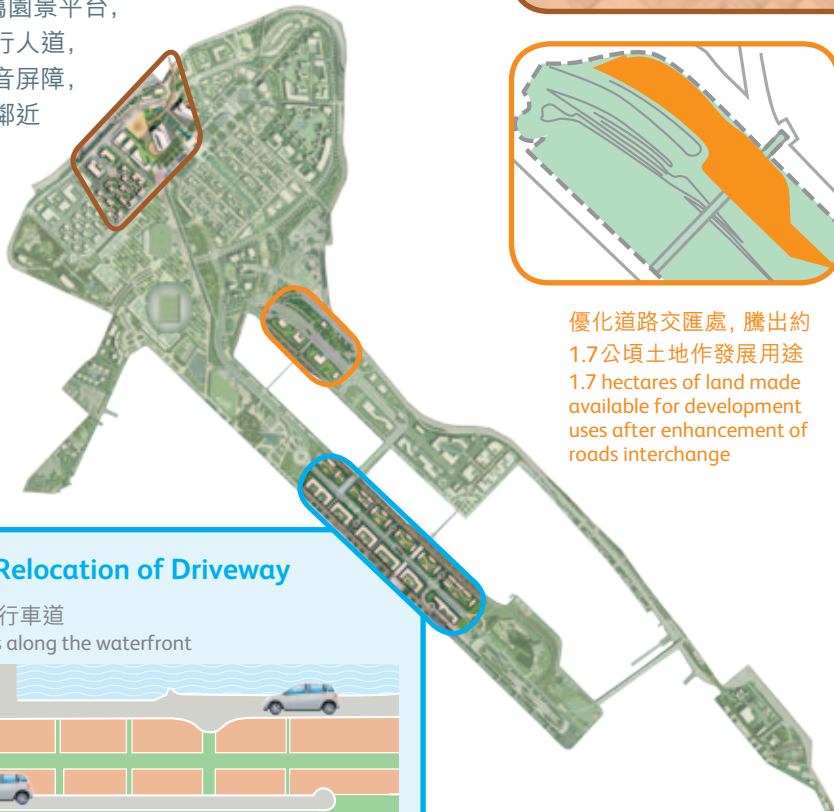 園景平台,
行人道,
音屏障,
鄰近
優化道路交匯處, 騰出約
1.7公頃土地作發展用途
1.7 hectares of land made
available for development
uses after enhancement of
roads interchange
Relocation of Driveway
行車道
along the waterfront